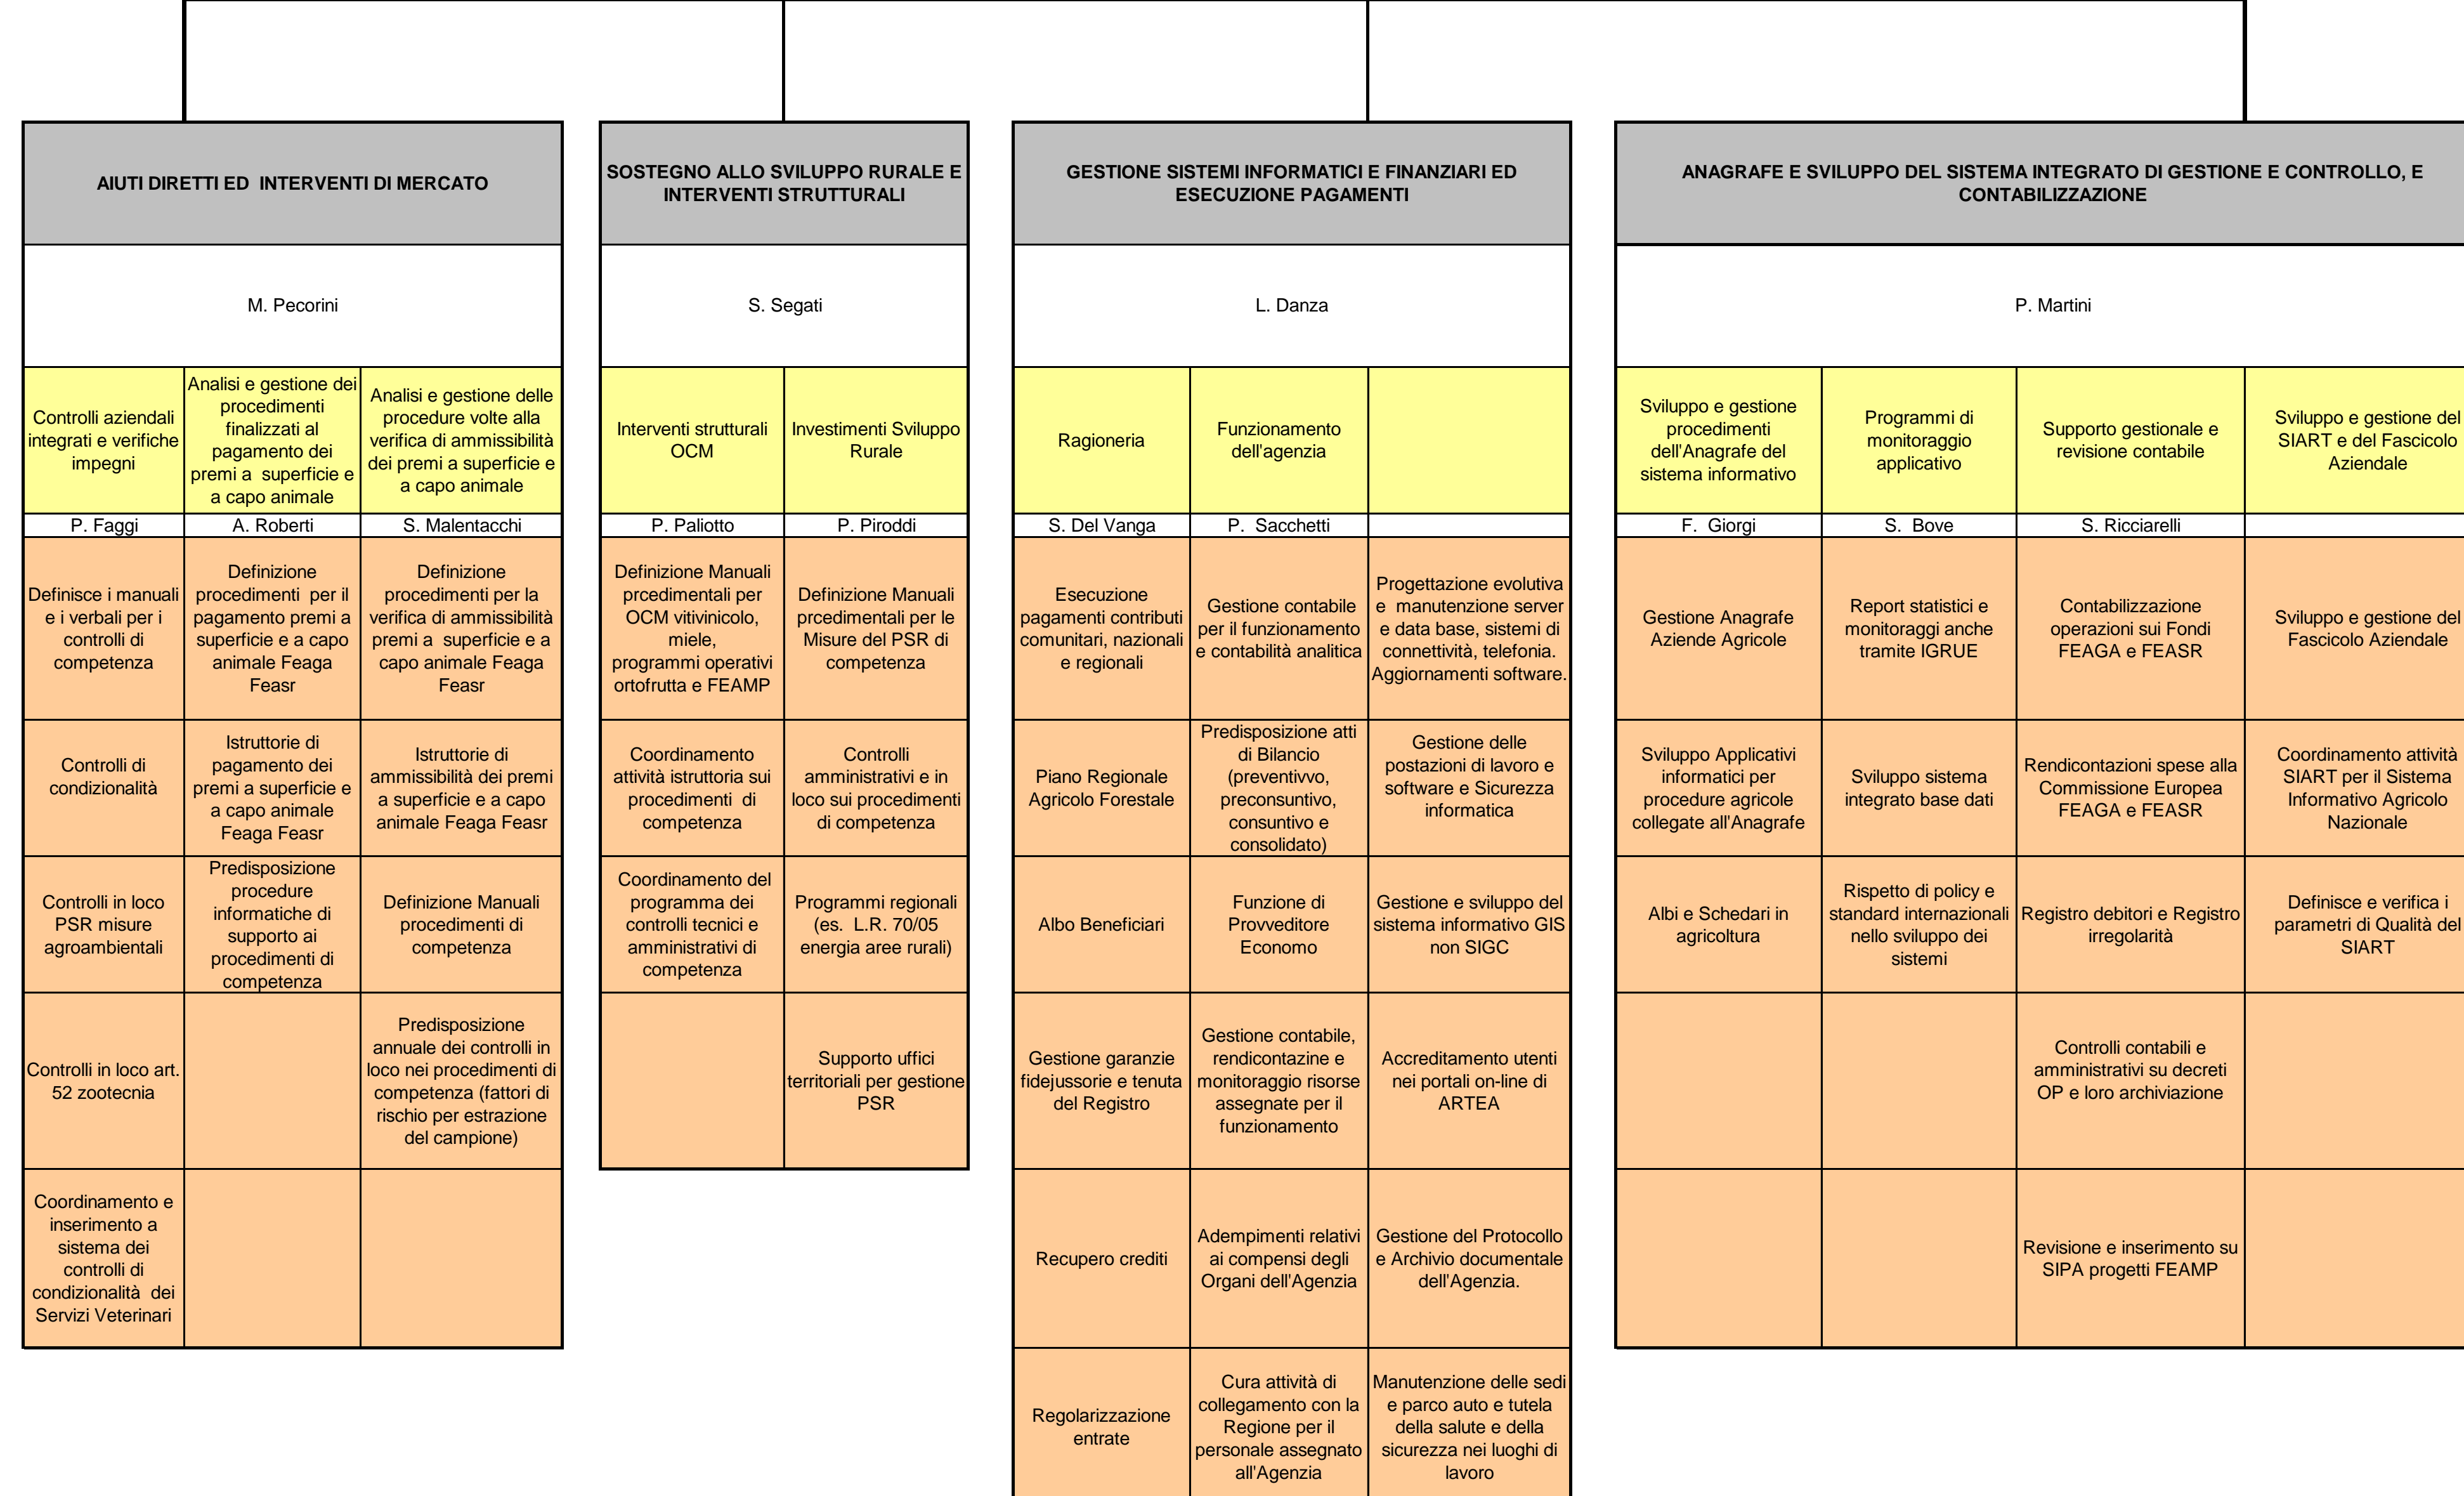 AIUTI DIRETTI ED  INTERVENTI DI MERCATO
M. Pecorini
Controlli aziendali
integrati e verifiche
impegni
P. Faggi
Definisce i manuali
e i verbali per i
controlli di
competenza
Controlli di
condizionalità
Controlli in loco
PSR misure
agroambientali
Controlli in loco art.
52 zootecnia
Coordinamento e
inserimento a
sistema dei
controlli di
condizionalità  dei
Servizi Veterinari
Analisi e gestione dei
procedimenti
finalizzati al
pagamento dei
premi a  superficie e
a capo animale
A. Roberti
Definizione
procedimenti  per il
pagamento premi a
superficie e a capo
animale Feaga
Feasr
Istruttorie di
pagamento dei
premi a superficie e
a capo animale
Feaga Feasr
Predisposizione
procedure
informatiche di
supporto ai
procedimenti di
competenza
Analisi e gestione delle
procedure volte alla
verifica di ammissibilità
dei premi a superficie e
a capo animale
S. Malentacchi
Definizione
procedimenti per la
verifica di ammissibilità
premi a  superficie e a
capo animale Feaga
Feasr
Istruttorie di
ammissibilità dei premi
a superficie e a capo
animale Feaga Feasr
Definizione Manuali
procedimenti di
competenza
Predisposizione
annuale dei controlli in
loco nei procedimenti di
competenza (fattori di
rischio per estrazione
del campione)
SOSTEGNO ALLO SVILUPPO RURALE E
INTERVENTI STRUTTURALI
S. Segati
Interventi strutturali
OCM
P. Paliotto
Definizione Manuali
prcedimentali per
OCM vitivinicolo,
miele,
programmi operativi
ortofrutta e FEAMP
Coordinamento
attività istruttoria sui
procedimenti  di
competenza
Coordinamento del
programma dei
controlli tecnici e
amministrativi di
competenza
Investimenti Sviluppo
Rurale
P. Piroddi
Definizione Manuali
prcedimentali per le
Misure del PSR di
competenza
Controlli
amministrativi e in
loco sui procedimenti
di competenza
Programmi regionali
(es.  L.R. 70/05
energia aree rurali)
Supporto uffici
territoriali per gestione
PSR
GESTIONE SISTEMI INFORMATICI E FINANZIARI ED
ESECUZIONE PAGAMENTI
L. Danza
Ragioneria
S. Del Vanga
Esecuzione
pagamenti contributi
comunitari, nazionali
e regionali
Piano Regionale
Agricolo Forestale
Albo Beneficiari
Gestione garanzie
fidejussorie e tenuta
del Registro
Recupero crediti
Regolarizzazione
entrate
Funzionamento
dell'agenzia
P.  Sacchetti
Gestione contabile
per il funzionamento
e contabilità analitica
Predisposizione atti
di Bilancio
(preventivvo,
preconsuntivo,
consuntivo e
consolidato)
Funzione di
Provveditore
Economo
Gestione contabile,
rendicontazine e
monitoraggio risorse
assegnate per il
funzionamento
Adempimenti relativi
ai compensi degli
Organi dell'Agenzia
Cura attività di
collegamento con la
Regione per il
personale assegnato
all'Agenzia
Progettazione evolutiva
e  manutenzione server
e data base, sistemi di
connettività, telefonia.
Aggiornamenti software.
Gestione delle
postazioni di lavoro e
software e Sicurezza
informatica
Gestione e sviluppo del
sistema informativo GIS
non SIGC
Accreditamento utenti
nei portali on-line di
ARTEA
Gestione del Protocollo
e Archivio documentale
dell'Agenzia.
Manutenzione delle sedi
e parco auto e tutela
della salute e della
sicurezza nei luoghi di
lavoro
ANAGRAFE E SVILUPPO DEL SISTEMA INTEGRATO DI GESTIONE E CONTROLLO, E
CONTABILIZZAZIONE
P. Martini
Sviluppo e gestione
procedimenti
dell'Anagrafe del
sistema informativo
F.  Giorgi
Gestione Anagrafe
Aziende Agricole
Sviluppo Applicativi
informatici per
procedure agricole
collegate all'Anagrafe
Albi e Schedari in
agricoltura
Programmi di
monitoraggio
applicativo
S.  Bove
Report statistici e
monitoraggi anche
tramite IGRUE
Sviluppo sistema
integrato base dati
Rispetto di policy e
standard internazionali
nello sviluppo dei
sistemi
Supporto gestionale e
revisione contabile
S. Ricciarelli
Contabilizzazione
operazioni sui Fondi
FEAGA e FEASR
Rendicontazioni spese alla
Commissione Europea
FEAGA e FEASR
Registro debitori e Registro
irregolarità
Controlli contabili e
amministrativi su decreti
OP e loro archiviazione
Revisione e inserimento su
SIPA progetti FEAMP
Sviluppo e gestione del
SIART e del Fascicolo
Aziendale
Sviluppo e gestione del
Fascicolo Aziendale
Coordinamento attività
SIART per il Sistema
Informativo Agricolo
Nazionale
Definisce e verifica i
parametri di Qualità del
SIART